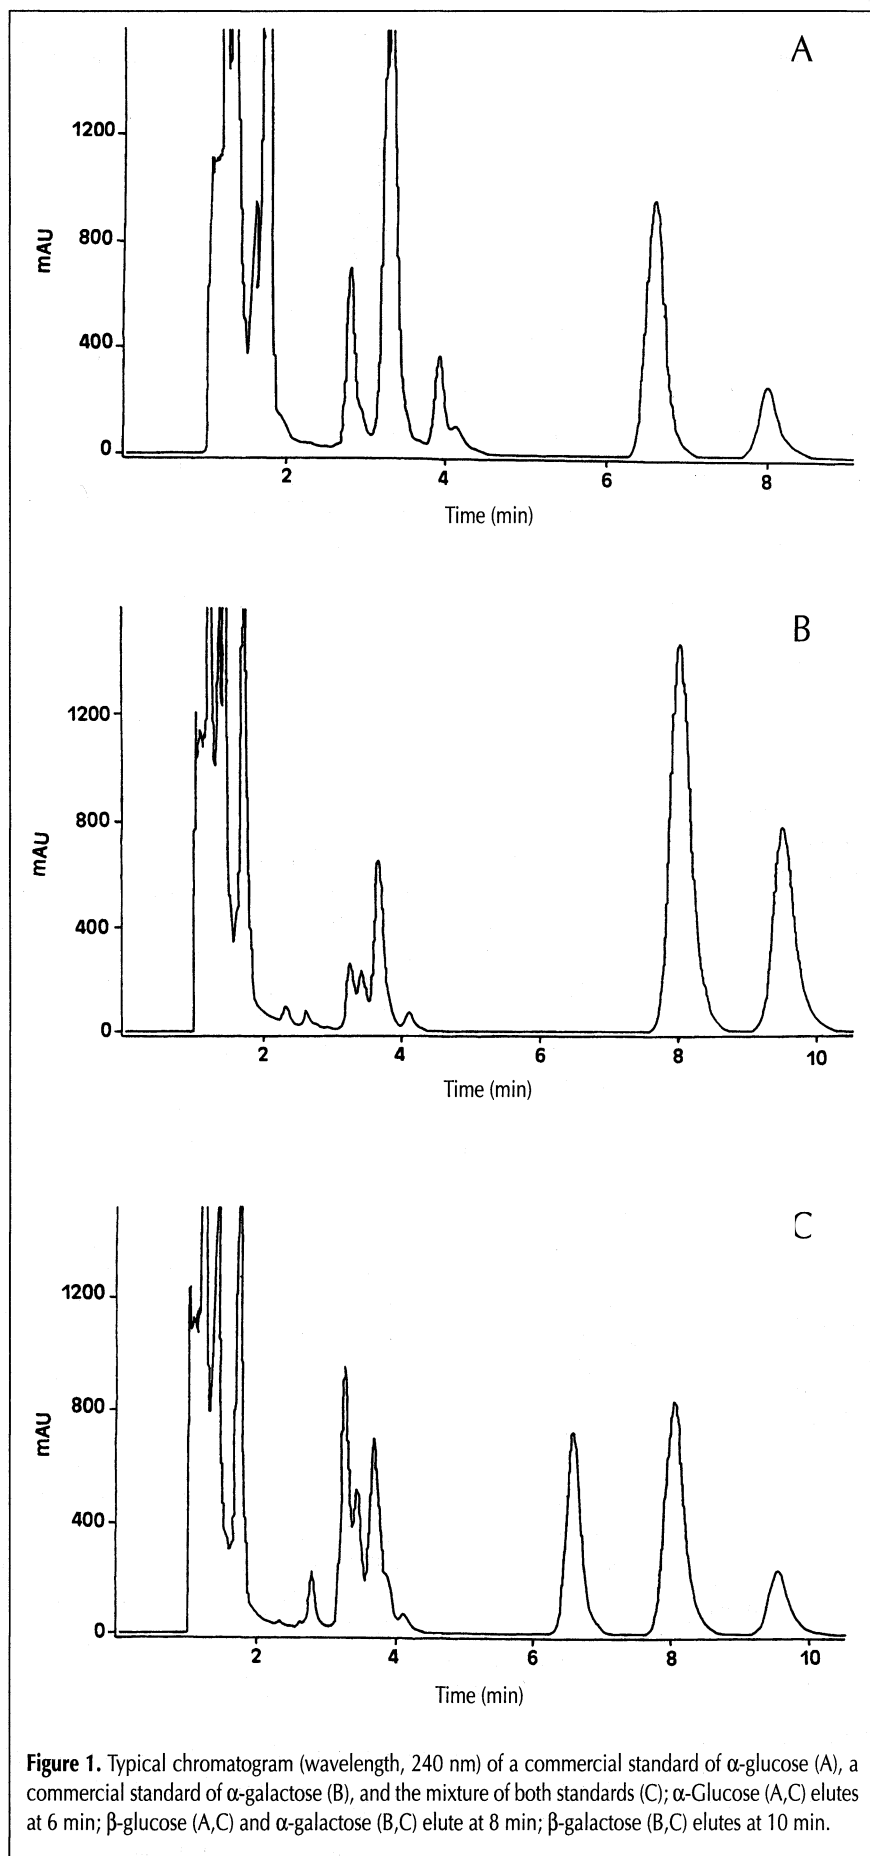 A
1200
800
mAU
400
0
2 4 6 8
Time (min)
B
1200
800
mAU
400
0
2 4 6 8 10
Time (min)
C
1200
800
mAU
400
0
2 4 6 8 10
Time (min)
Figure 1. Typical chromatogram (wavelength, 240 nm) of a commercial standard of α-glucose (A), a
commercial standard of α-galactose (B), and the mixture of both standards (C); α-Glucose (A,C) elutes
at 6 min; β-glucose (A,C) and α-galactose (B,C) elute at 8 min; β-galactose (B,C) elutes at 10 min.